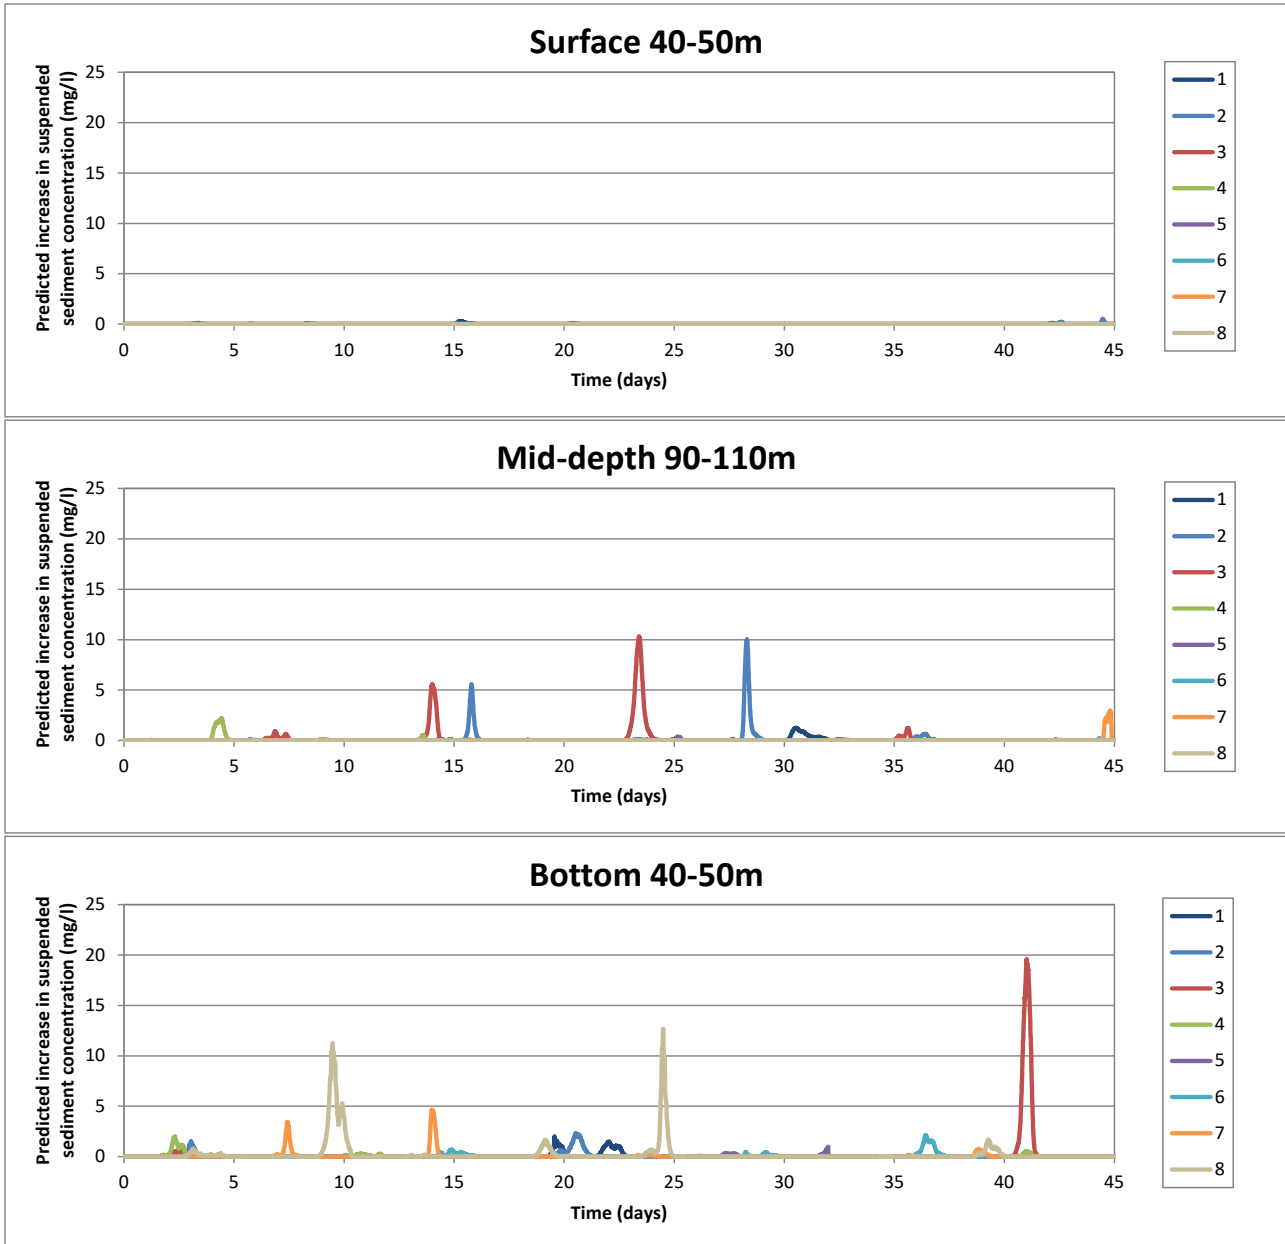 Surface 40-50m
Predicted increase in suspended
sediment concentration (mg/l)
25
20
15
10
5
0
0 5 10 15 20 25 30 35 40 45
Time (days)
1
2
3
4
5
6
7
8
Mid-depth 90-110m
Predicted increase in suspended
sediment concentration (mg/l)
25
20
15
10
5
0
0 5 10 15 20 25 30 35 40 45
Time (days)
1
2
3
4
5
6
7
8
Bottom 40-50m
Predicted increase in suspended
sediment concentration (mg/l)
25
20
15
10
5
0
0 5 10 15 20 25 30 35 40 45
Time (days)
1
2
3
4
5
6
7
8